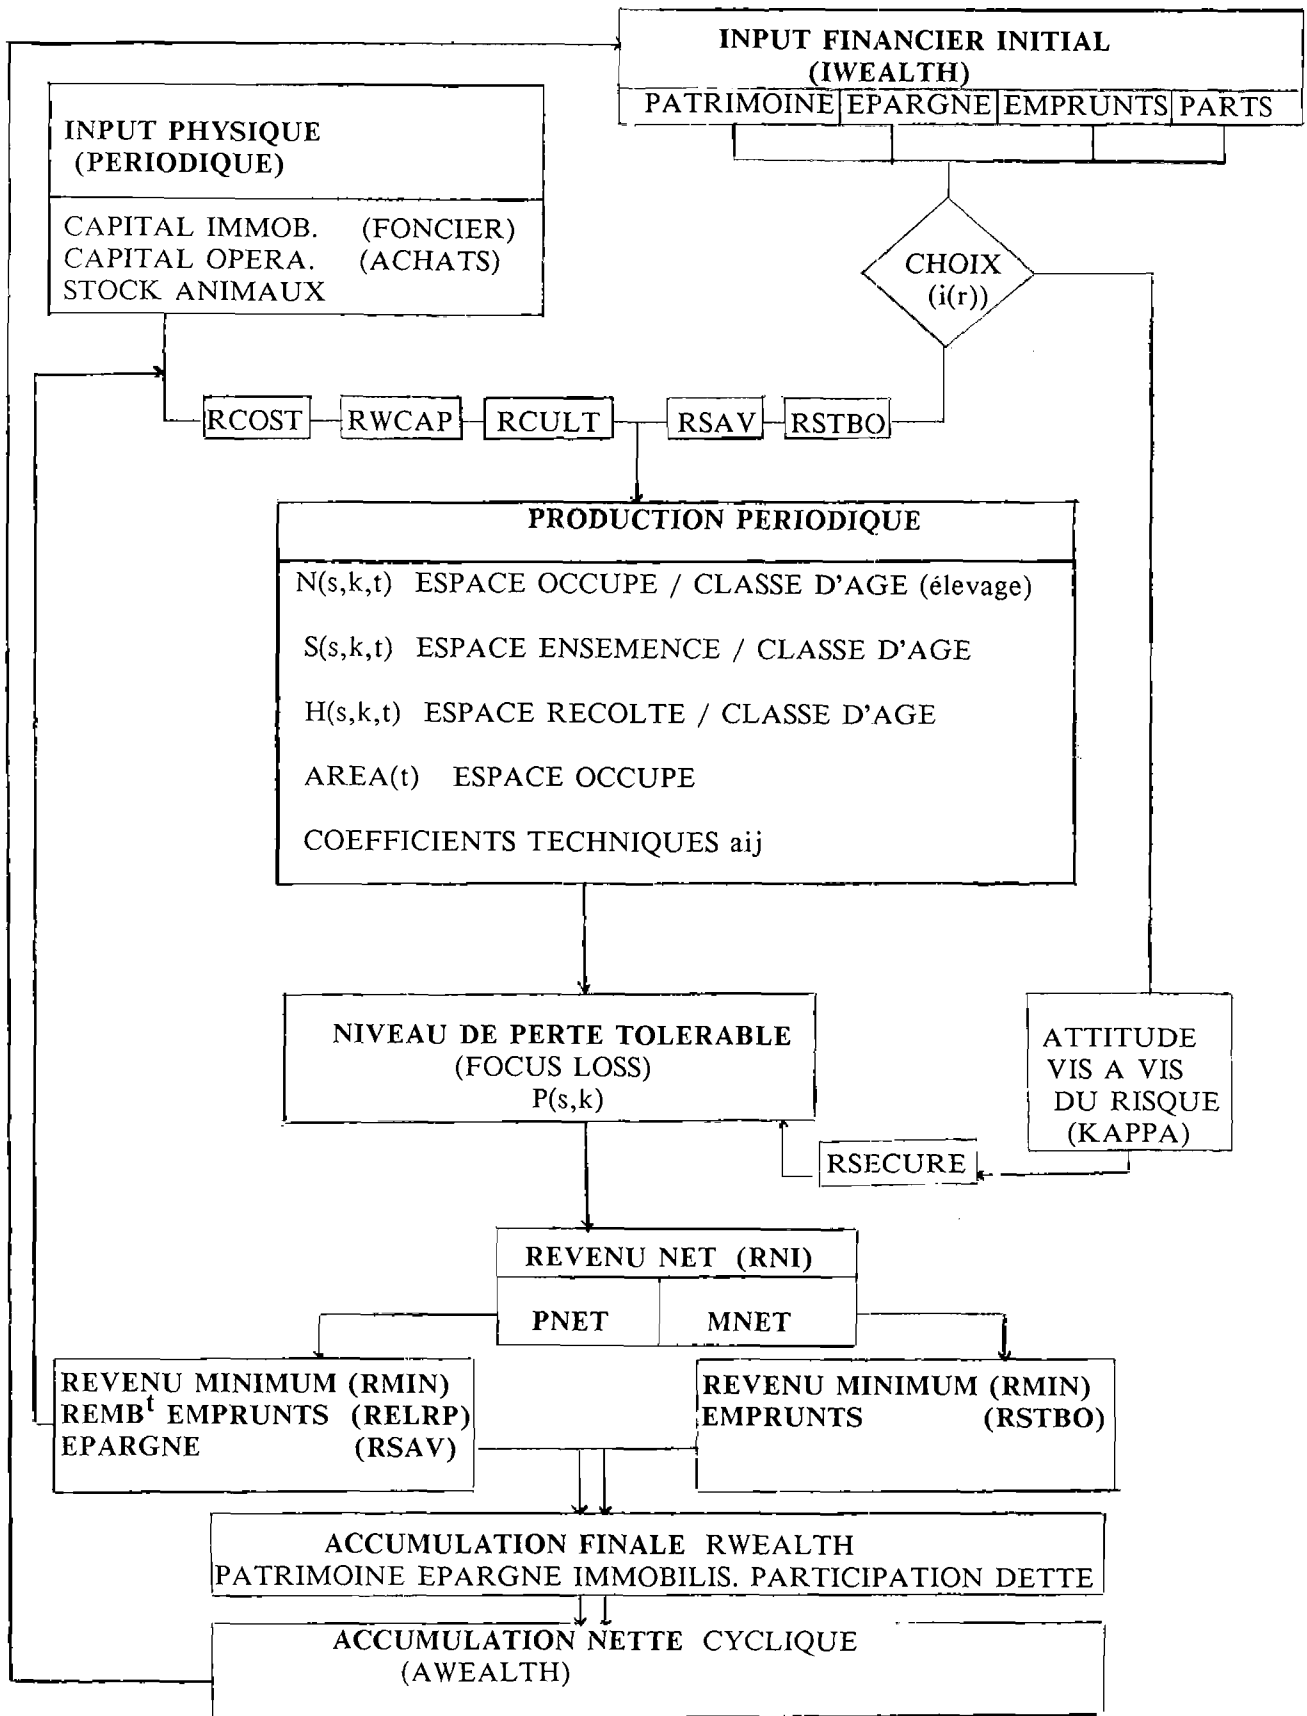 INPUT FINANCIER INITIAL
(IWEALTH)
PATRIMOINE EPARGNE EMPRUNTS PARTS
INPUT PHYSIQUE
(PERIODIQUE)
CAPITAL IMMOB. (FONCIER)
CAPITAL OPERA. (ACHATS)
STOCK ANIMAUX
CHOIX
(i(r))
RCOST RWCAP RCULT RSAV RSTBO
PRODUCTION PERIODIQUE
N(s,k,t) ESPACE OCCUPE / CLASSE D'AGE (élevage)
S(s,k,t) ESPACE ENSEMENCE / CLASSE D'AGE
H(s,k,t) ESPACE RECOLTE / CLASSE D'AGE
AREA(t) ESPACE OCCUPE
COEFFICIENTS TECHNIQUES aij
NIVEAU DE PERTE TOLERABLE
(FOCUS LOSS)
P(s,k)
ATTITUDE
VIS A VIS
DU RISQUE
(KAPPA)
RSECURE
REVENU NET (RNI)
PNET MNET
REVENU MINIMUM (RMIN)
REMBᵗ EMPRUNTS (RELRP)
EPARGNE (RSAV)
REVENU MINIMUM (RMIN)
EMPRUNTS (RSTBO)
ACCUMULATION FINALE RWEALTH
PATRIMOINE EPARGNE IMMOBILIS. PARTICIPATION DETTE
ACCUMULATION NETTE CYCLIQUE
(AWEALTH)